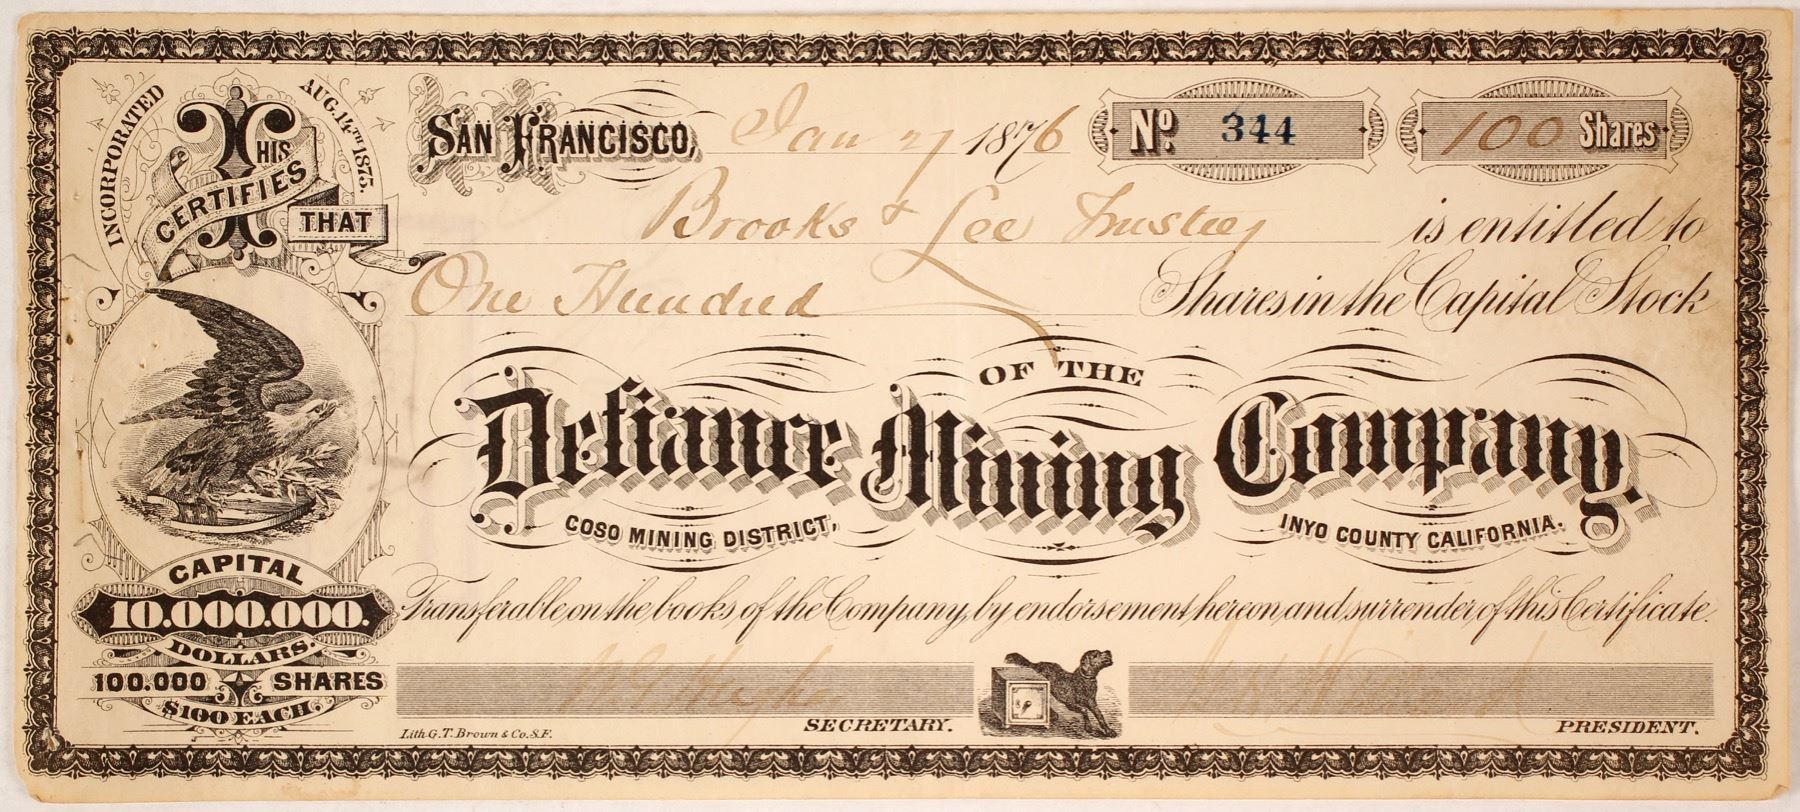 INCORPORATED AUG. 14TH 1875.
THIS CERTIFIES THAT
SAN FRANCISCO, Jan 27 1876 No. 344 100 Shares
Brooks & Lee Trustees is entitled to
One Hundred Shares in the Capital Stock
OF THE
Defiance Mining Company.
COSO MINING DISTRICT, INYO COUNTY CALIFORNIA.
Transferable on the books of the Company, by endorsement hereon and surrender of this Certificate.
CAPITAL
10.000.000.
DOLLARS.
100.000 SHARES
$100 EACH.
Hughes
SECRETARY. PRESIDENT.
Lith. G.T. Brown & Co. S.F.